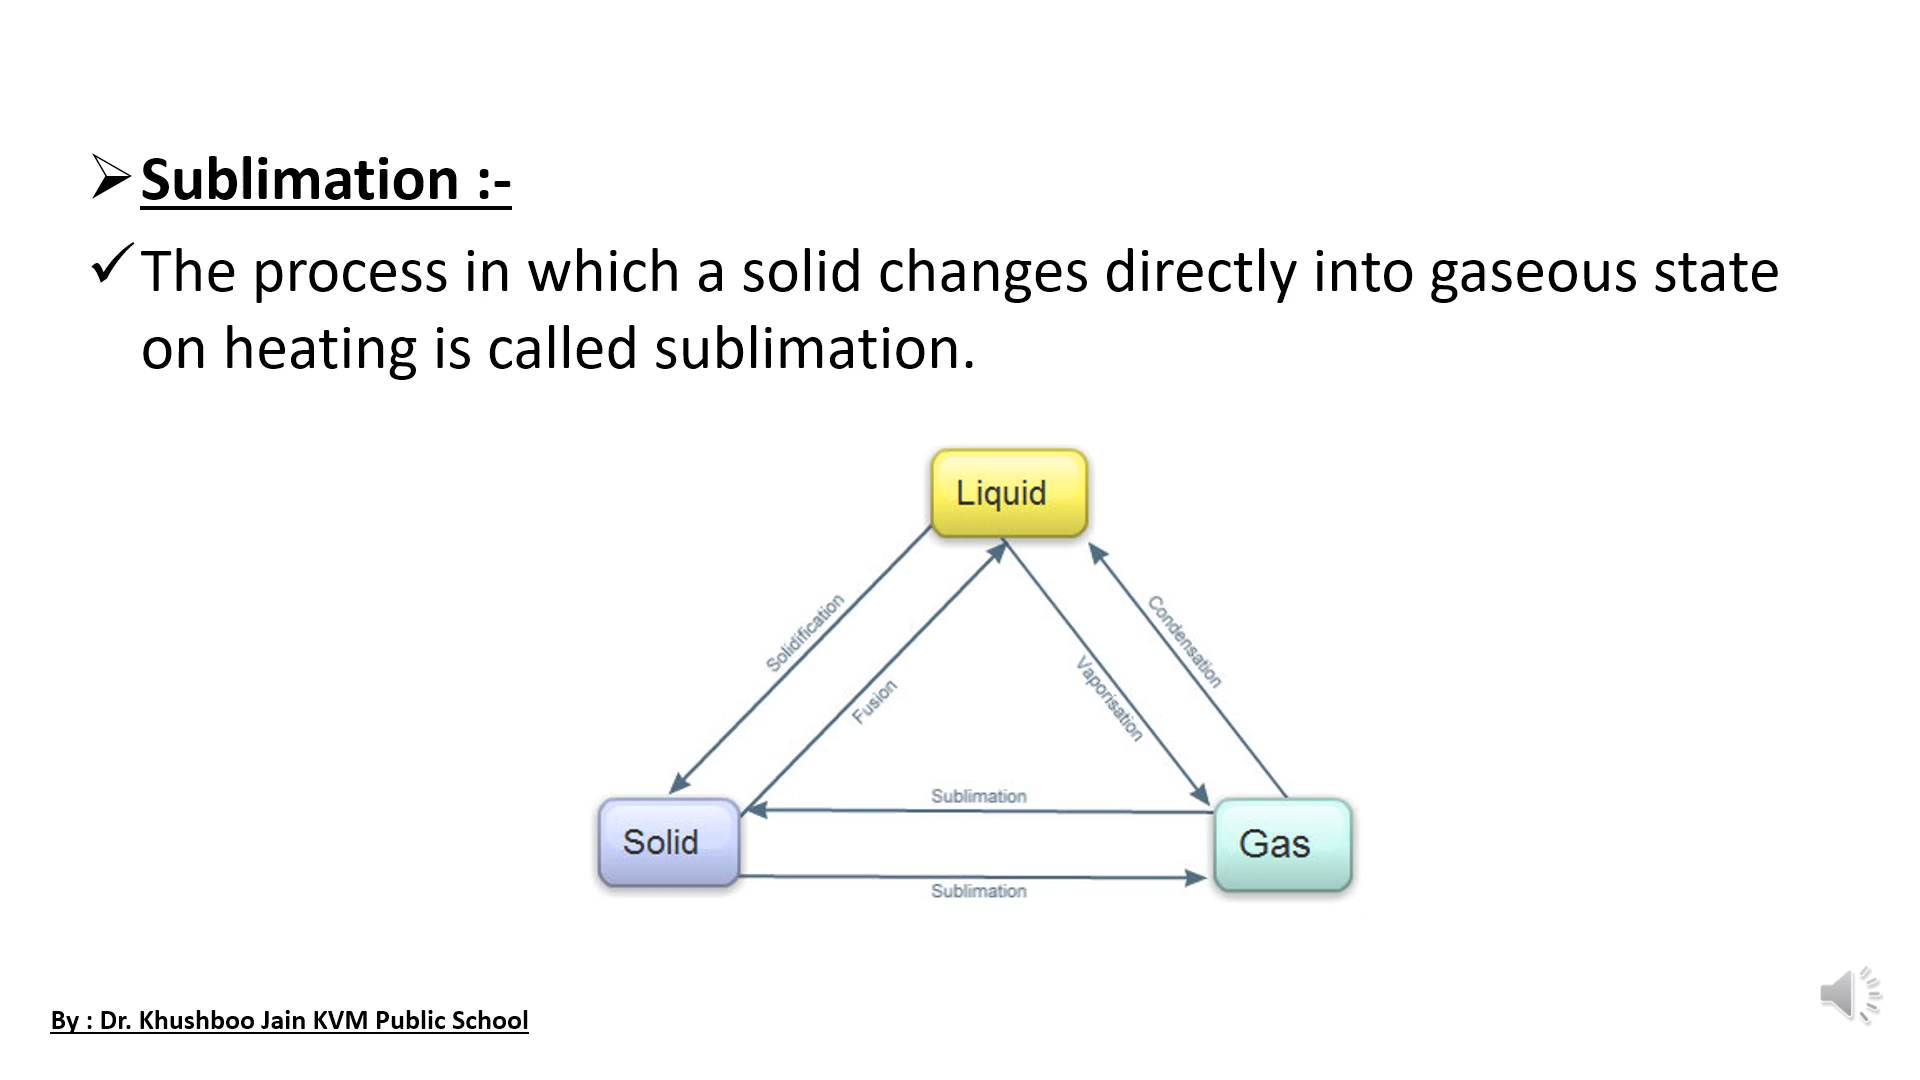 Sublimation :-
The process in which a solid changes directly into gaseous state
on heating is called sublimation.
Liquid
Solidification
Fusion
Vaporisation
Condensation
Sublimation
Solid
Gas
Sublimation
By : Dr. Khushboo Jain KVM Public School